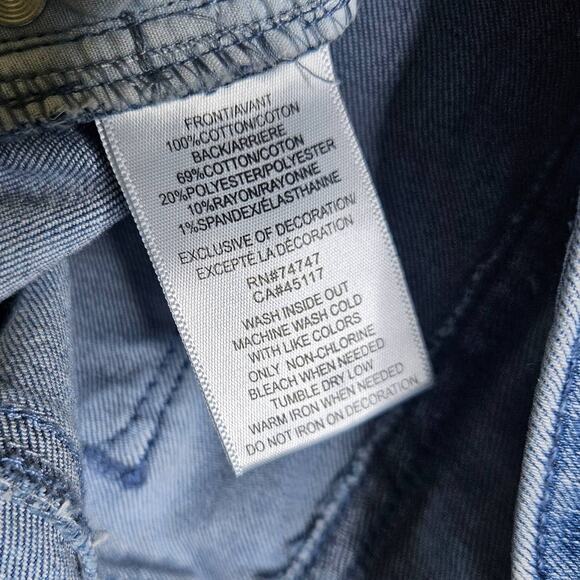 FRONT/AVANT
100%COTTON/COTON
BACK/ARRIERE
69%COTTON/COTON
20%POLYESTER/POLYESTER
10%RAYON/RAYONNE
1%SPANDEX/ÉLASTHANNE
EXCLUSIVE OF DECORATION/
EXCEPTÉ LA DÉCORATION
RN#74747
CA#45117
WASH INSIDE OUT
MACHINE WASH COLD
WITH LIKE COLORS
ONLY NON-CHLORINE
BLEACH WHEN NEEDED
TUMBLE DRY LOW
WARM IRON WHEN NEEDED
DO NOT IRON ON DECORATION